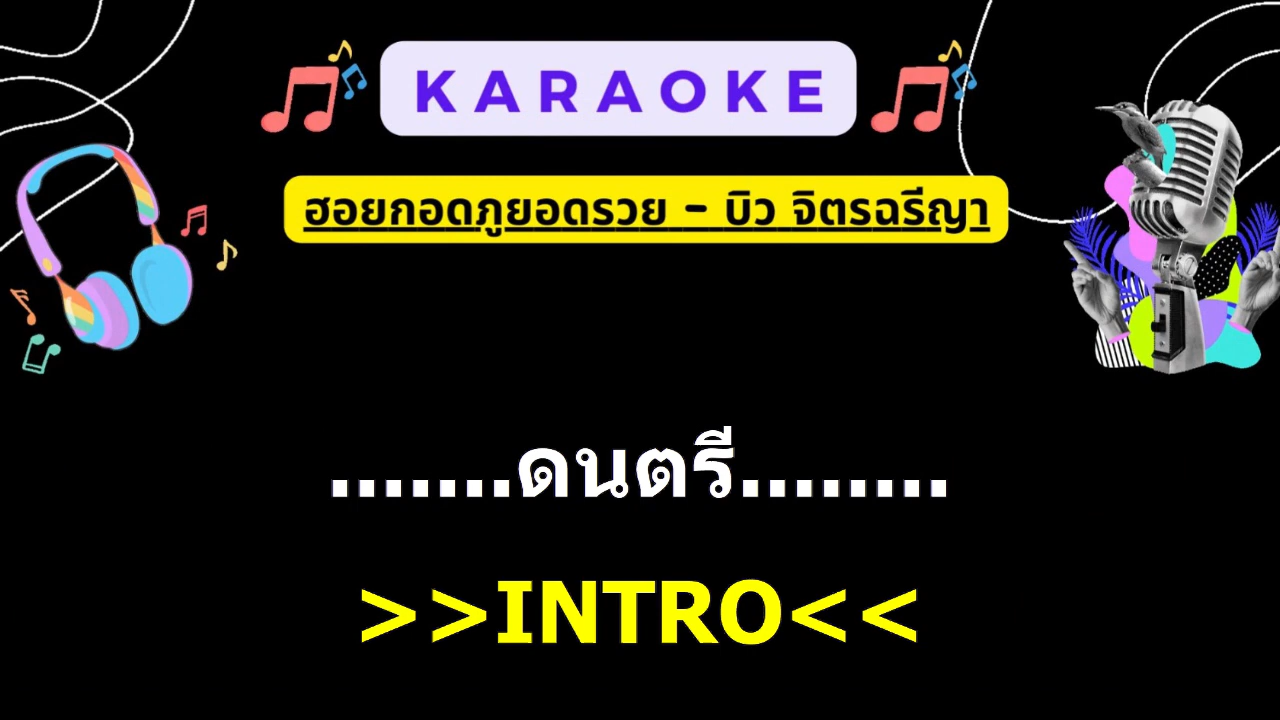 KARAOKE
ฮอยกอดภูยอดรวย - บิว จิตรฉรีญา
.......ดนตรี........
>>INTRO<<